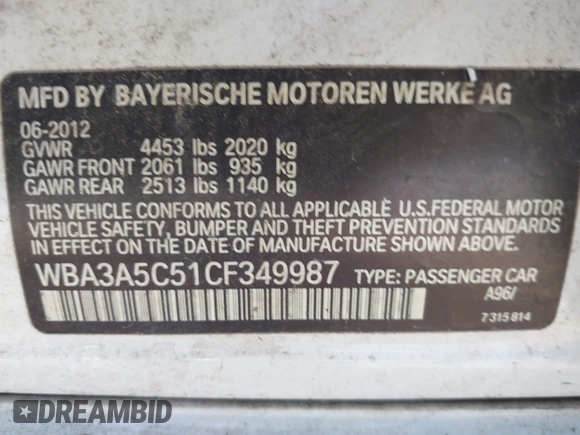 MFD BY BAYERISCHE MOTOREN WERKE AG
06-2012
GVWR 4453 lbs 2020 kg
GAWR FRONT 2061 lbs 935 kg
GAWR REAR 2513 lbs 1140 kg
THIS VEHICLE CONFORMS TO ALL APPLICABLE U.S.FEDERAL MOTOR
VEHICLE SAFETY, BUMPER AND THEFT PREVENTION STANDARDS
IN EFFECT ON THE DATE OF MANUFACTURE SHOWN ABOVE.
WBA3A5C51CF349987 TYPE: PASSENGER CAR
A96/
7315814
DREAMBID